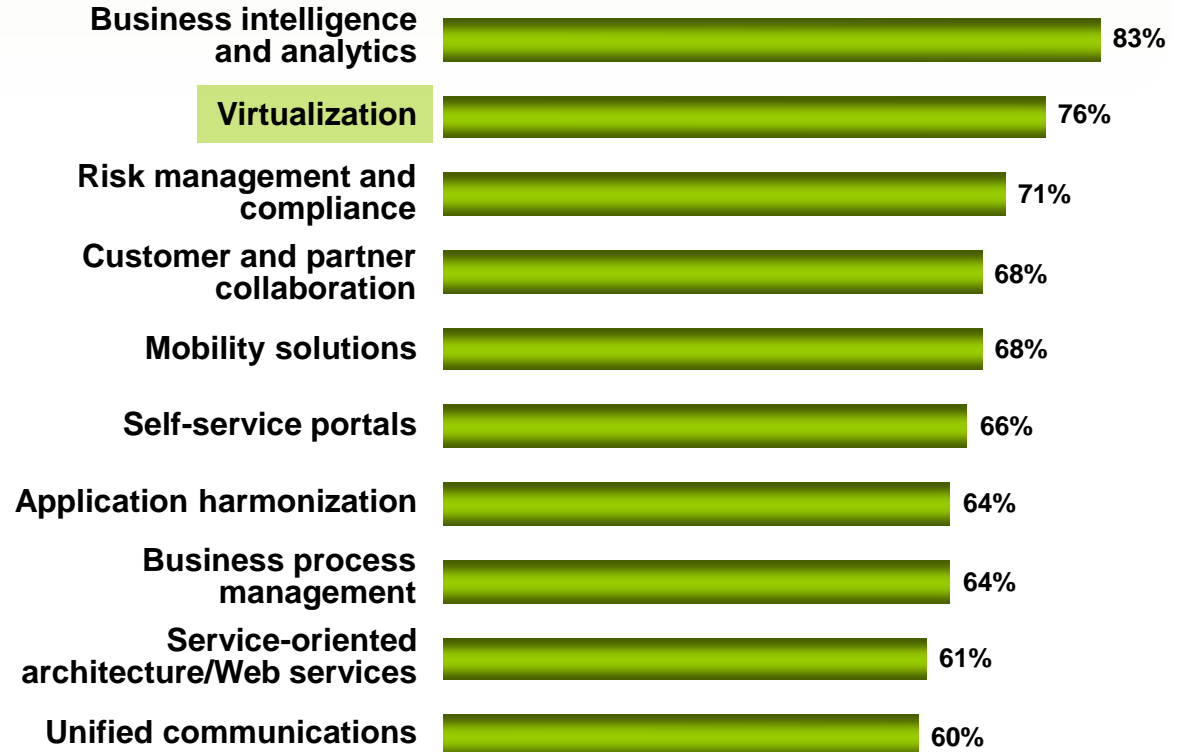 Business intelligence
and analytics
83%
Virtualization
76%
Risk management and
compliance
71%
Customer and partner
collaboration
68%
Mobility solutions
68%
Self-service portals
66%
Application harmonization
64%
Business process
management
64%
Service-oriented
architecture/Web services
61%
Unified communications
60%